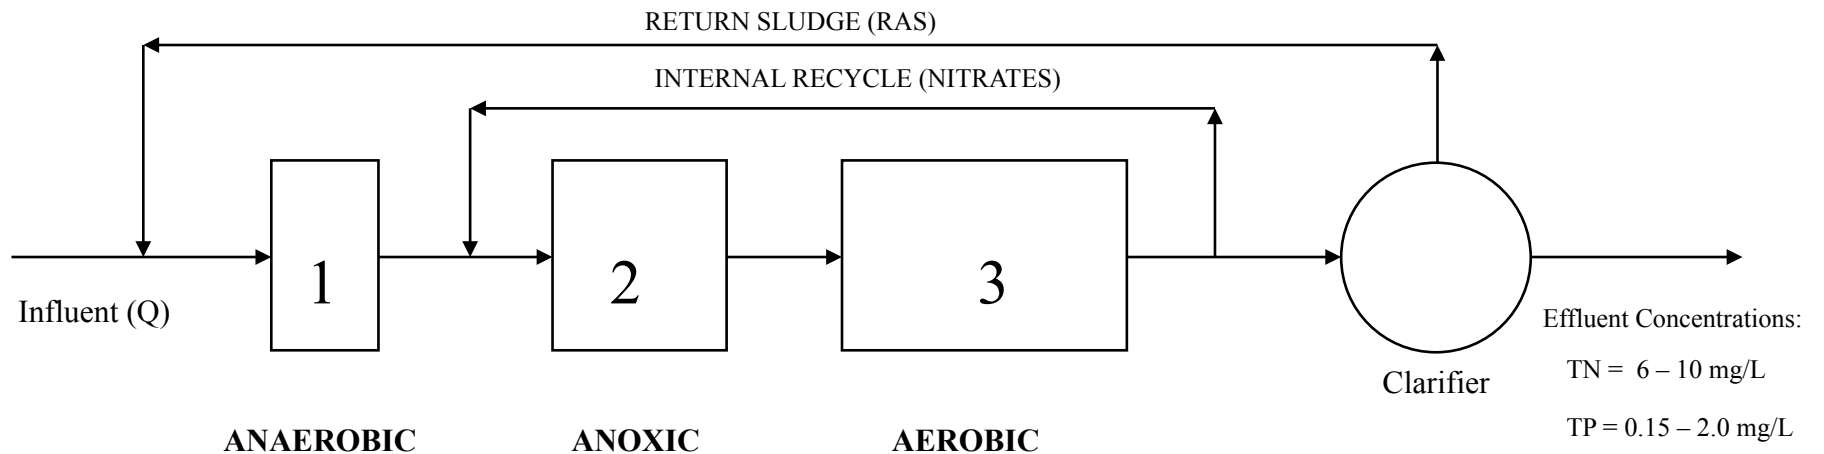 RETURN SLUDGE (RAS)
INTERNAL RECYCLE (NITRATES)
1
2
3
Influent (Q)
Clarifier
Effluent Concentrations:
TN = 6 – 10 mg/L
TP = 0.15 – 2.0 mg/L
ANAEROBIC
ANOXIC
AEROBIC